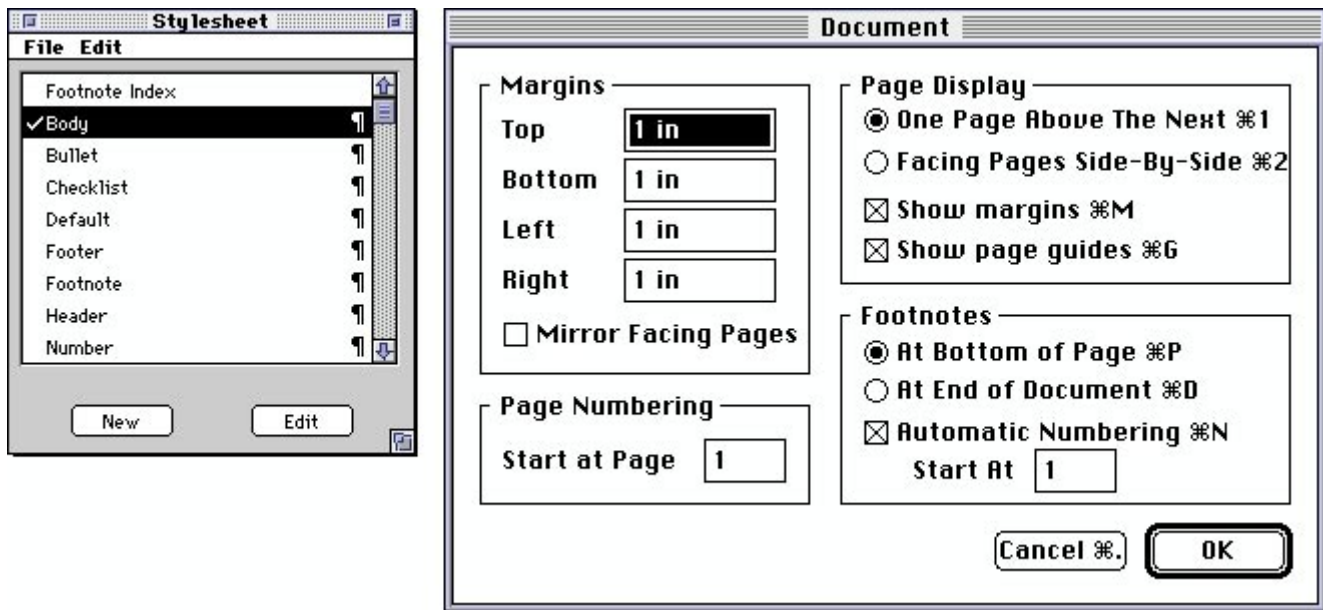 Stylesheet
File Edit
Footnote Index
✓Body ¶
Bullet ¶
Checklist ¶
Default ¶
Footer ¶
Footnote ¶
Header ¶
Number ¶
New
Edit
Document
Margins
Top 1 in
Bottom 1 in
Left 1 in
Right 1 in
Mirror Facing Pages
Page Numbering
Start at Page 1
Page Display
One Page Above The Next ⌘1
Facing Pages Side-By-Side ⌘2
Show margins ⌘M
Show page guides ⌘G
Footnotes
At Bottom of Page ⌘P
At End of Document ⌘D
Automatic Numbering ⌘N
Start At 1
Cancel ⌘.
OK